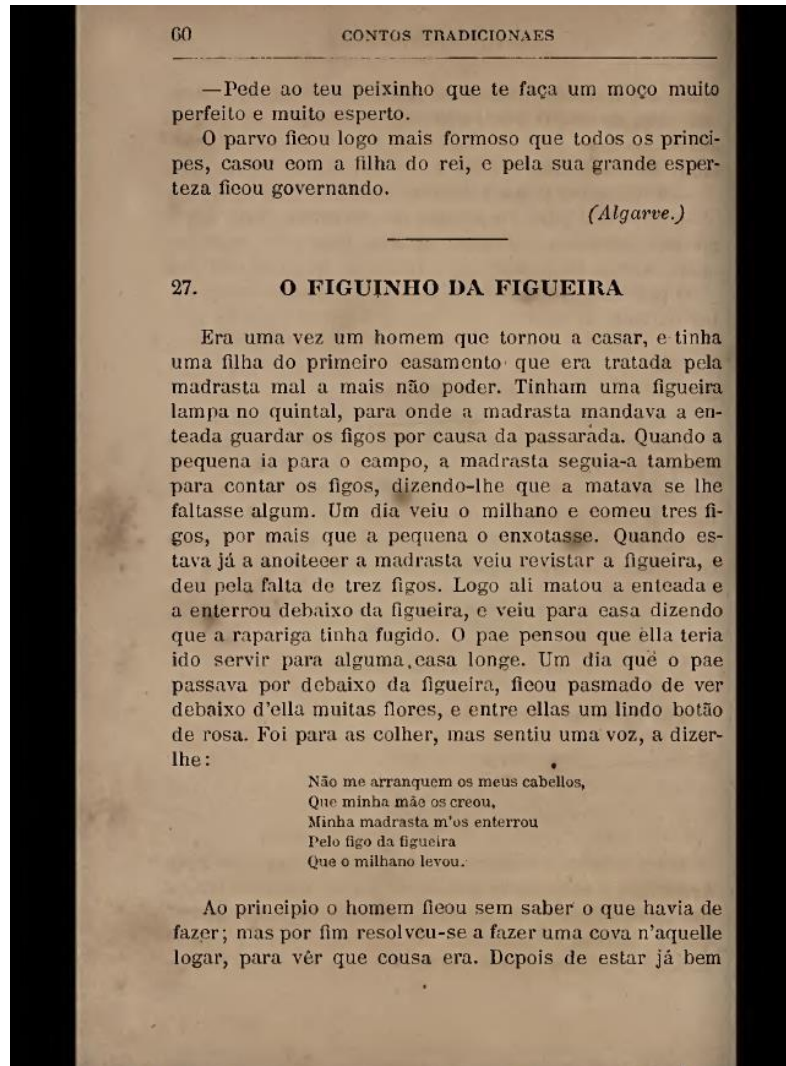 60 CONTOS TRADICIONAES
—Pede ao teu peixinho que te faça um moço muito
perfeito e muito esperto.
O parvo ficou logo mais formoso que todos os princi-
pes, casou com a filha do rei, e pela sua grande esper-
teza ficou governando.
(Algarve.)
27. O FIGUINHO DA FIGUEIRA
Era uma vez um homem que tornou a casar, e tinha
uma filha do primeiro casamento que era tratada pela
madrasta mal a mais não poder. Tinham uma figueira
lampa no quintal, para onde a madrasta mandava a en-
teada guardar os figos por causa da passarada. Quando a
pequena ia para o campo, a madrasta seguia-a tambem
para contar os figos, dizendo-lhe que a matava se lhe
faltasse algum. Um dia veiu o milhano e comeu tres fi-
gos, por mais que a pequena o enxotasse. Quando es-
tava já a anoitecer a madrasta veiu revistar a figueira, e
deu pela falta de trez figos. Logo ali matou a enteada e
a enterrou debaixo da figueira, e veiu para casa dizendo
que a rapariga tinha fugido. O pae pensou que ella teria
ido servir para alguma casa longe. Um dia que o pae
passava por debaixo da figueira, ficou pasmado de ver
debaixo d'ella muitas flores, e entre ellas um lindo botão
de rosa. Foi para as colher, mas sentiu uma voz, a dizer-
lhe:
Não me arranquem os meus cabellos,
Que minha mãe os creou,
Minha madrasta m'os enterrou
Pelo figo da figueira
Que o milhano levou.
Ao principio o homem ficou sem saber o que havia de
fazer; mas por fim resolveu-se a fazer uma cova n'aquelle
logar, para vêr que cousa era. Depois de estar já bem